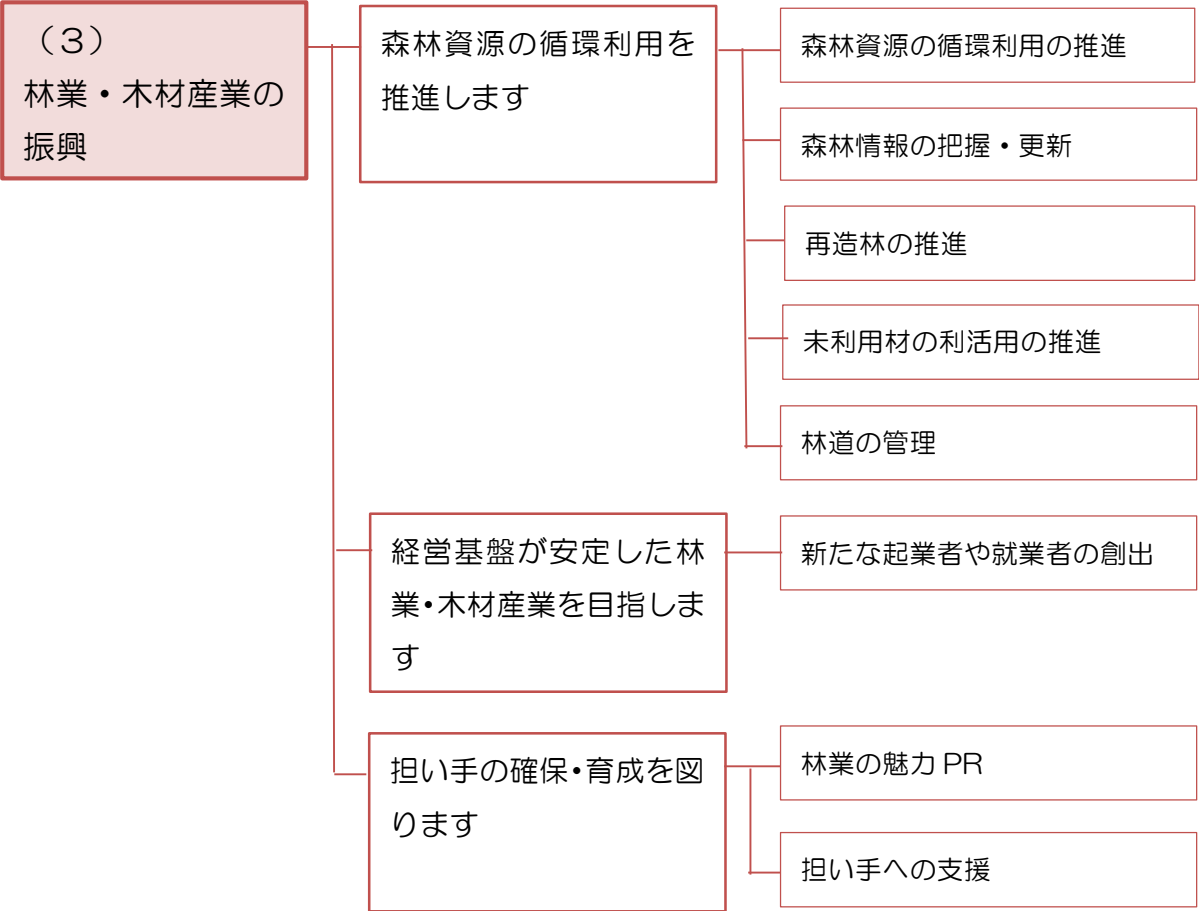 （３）
林業・木材産業の
振興
森林資源の循環利用を
推進します
森林資源の循環利用の推進
森林情報の把握・更新
再造林の推進
未利用材の利活用の推進
林道の管理
経営基盤が安定した林
業・木材産業を目指しま
す
新たな起業者や就業者の創出
担い手の確保・育成を図
ります
林業の魅力 PR
担い手への支援